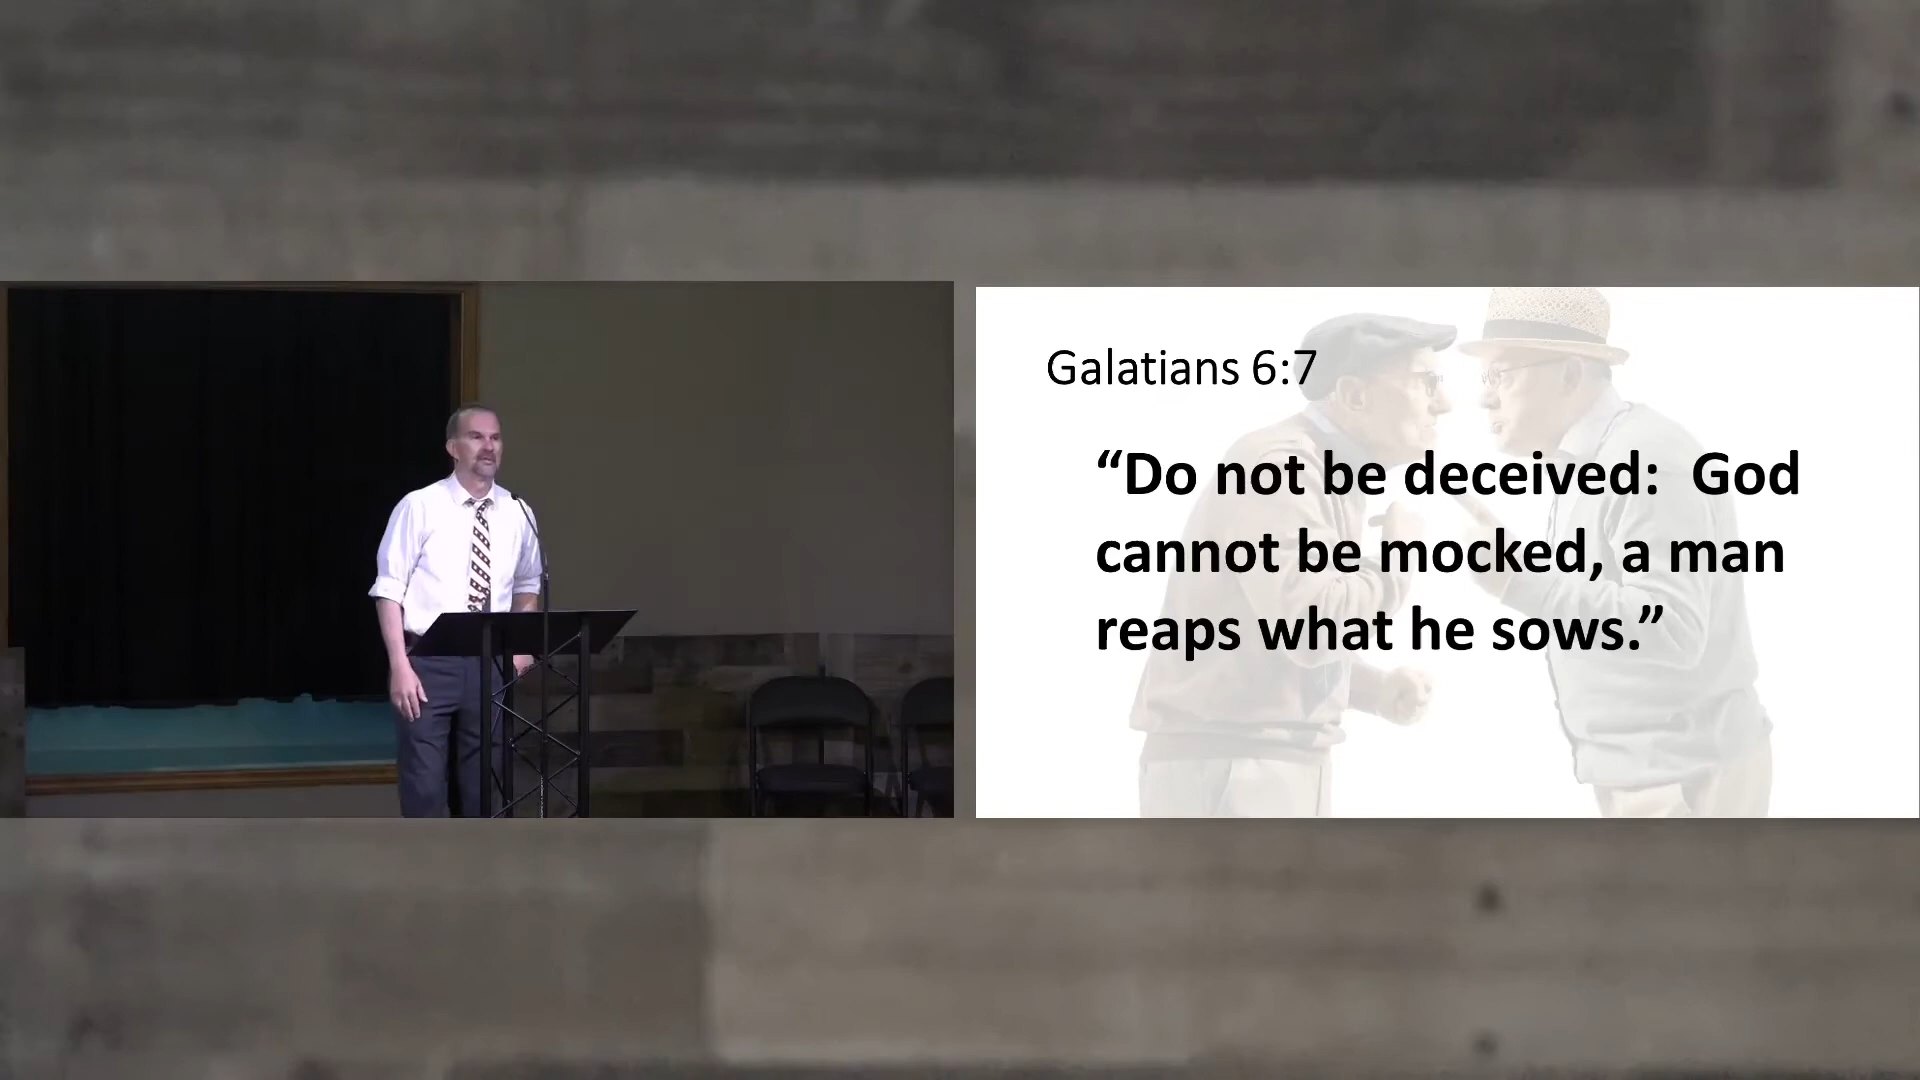 Galatians 6:7
“Do not be deceived:  God
cannot be mocked, a man
reaps what he sows.”